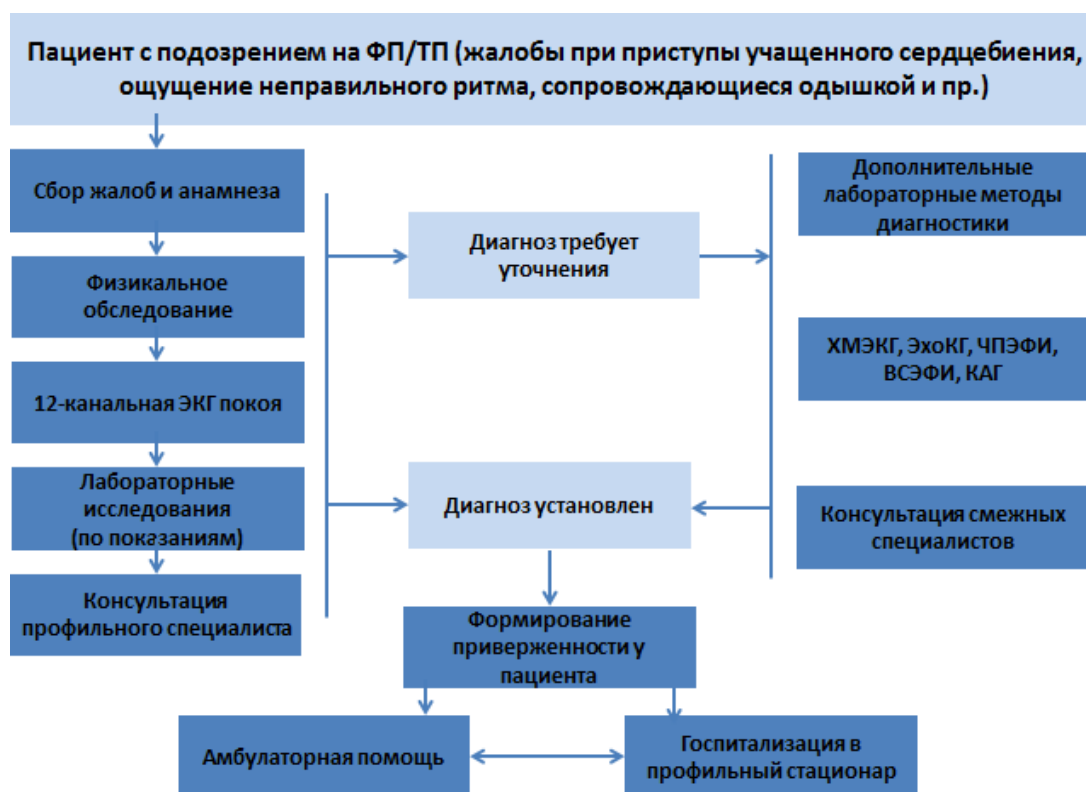 Пациент с подозрением на ФП/ТП (жалобы при приступы учащенного сердцебиения,
ощущение неправильного ритма, сопровождающиеся одышкой и пр.)
Сбор жалоб и анамнеза
Физикальное
обследование
12-канальная ЭКГ покоя
Лабораторные
исследования
(по показаниям)
Консультация
профильного специалиста
Диагноз требует
уточнения
Диагноз установлен
Формирование
приверженности у
пациента
Амбулаторная помощь
Госпитализация в
профильный стационар
Дополнительные
лабораторные методы
диагностики
ХМЭКГ, ЭхоКГ, ЧПЭФИ,
ВСЭФИ, КАГ
Консультация смежных
специалистов